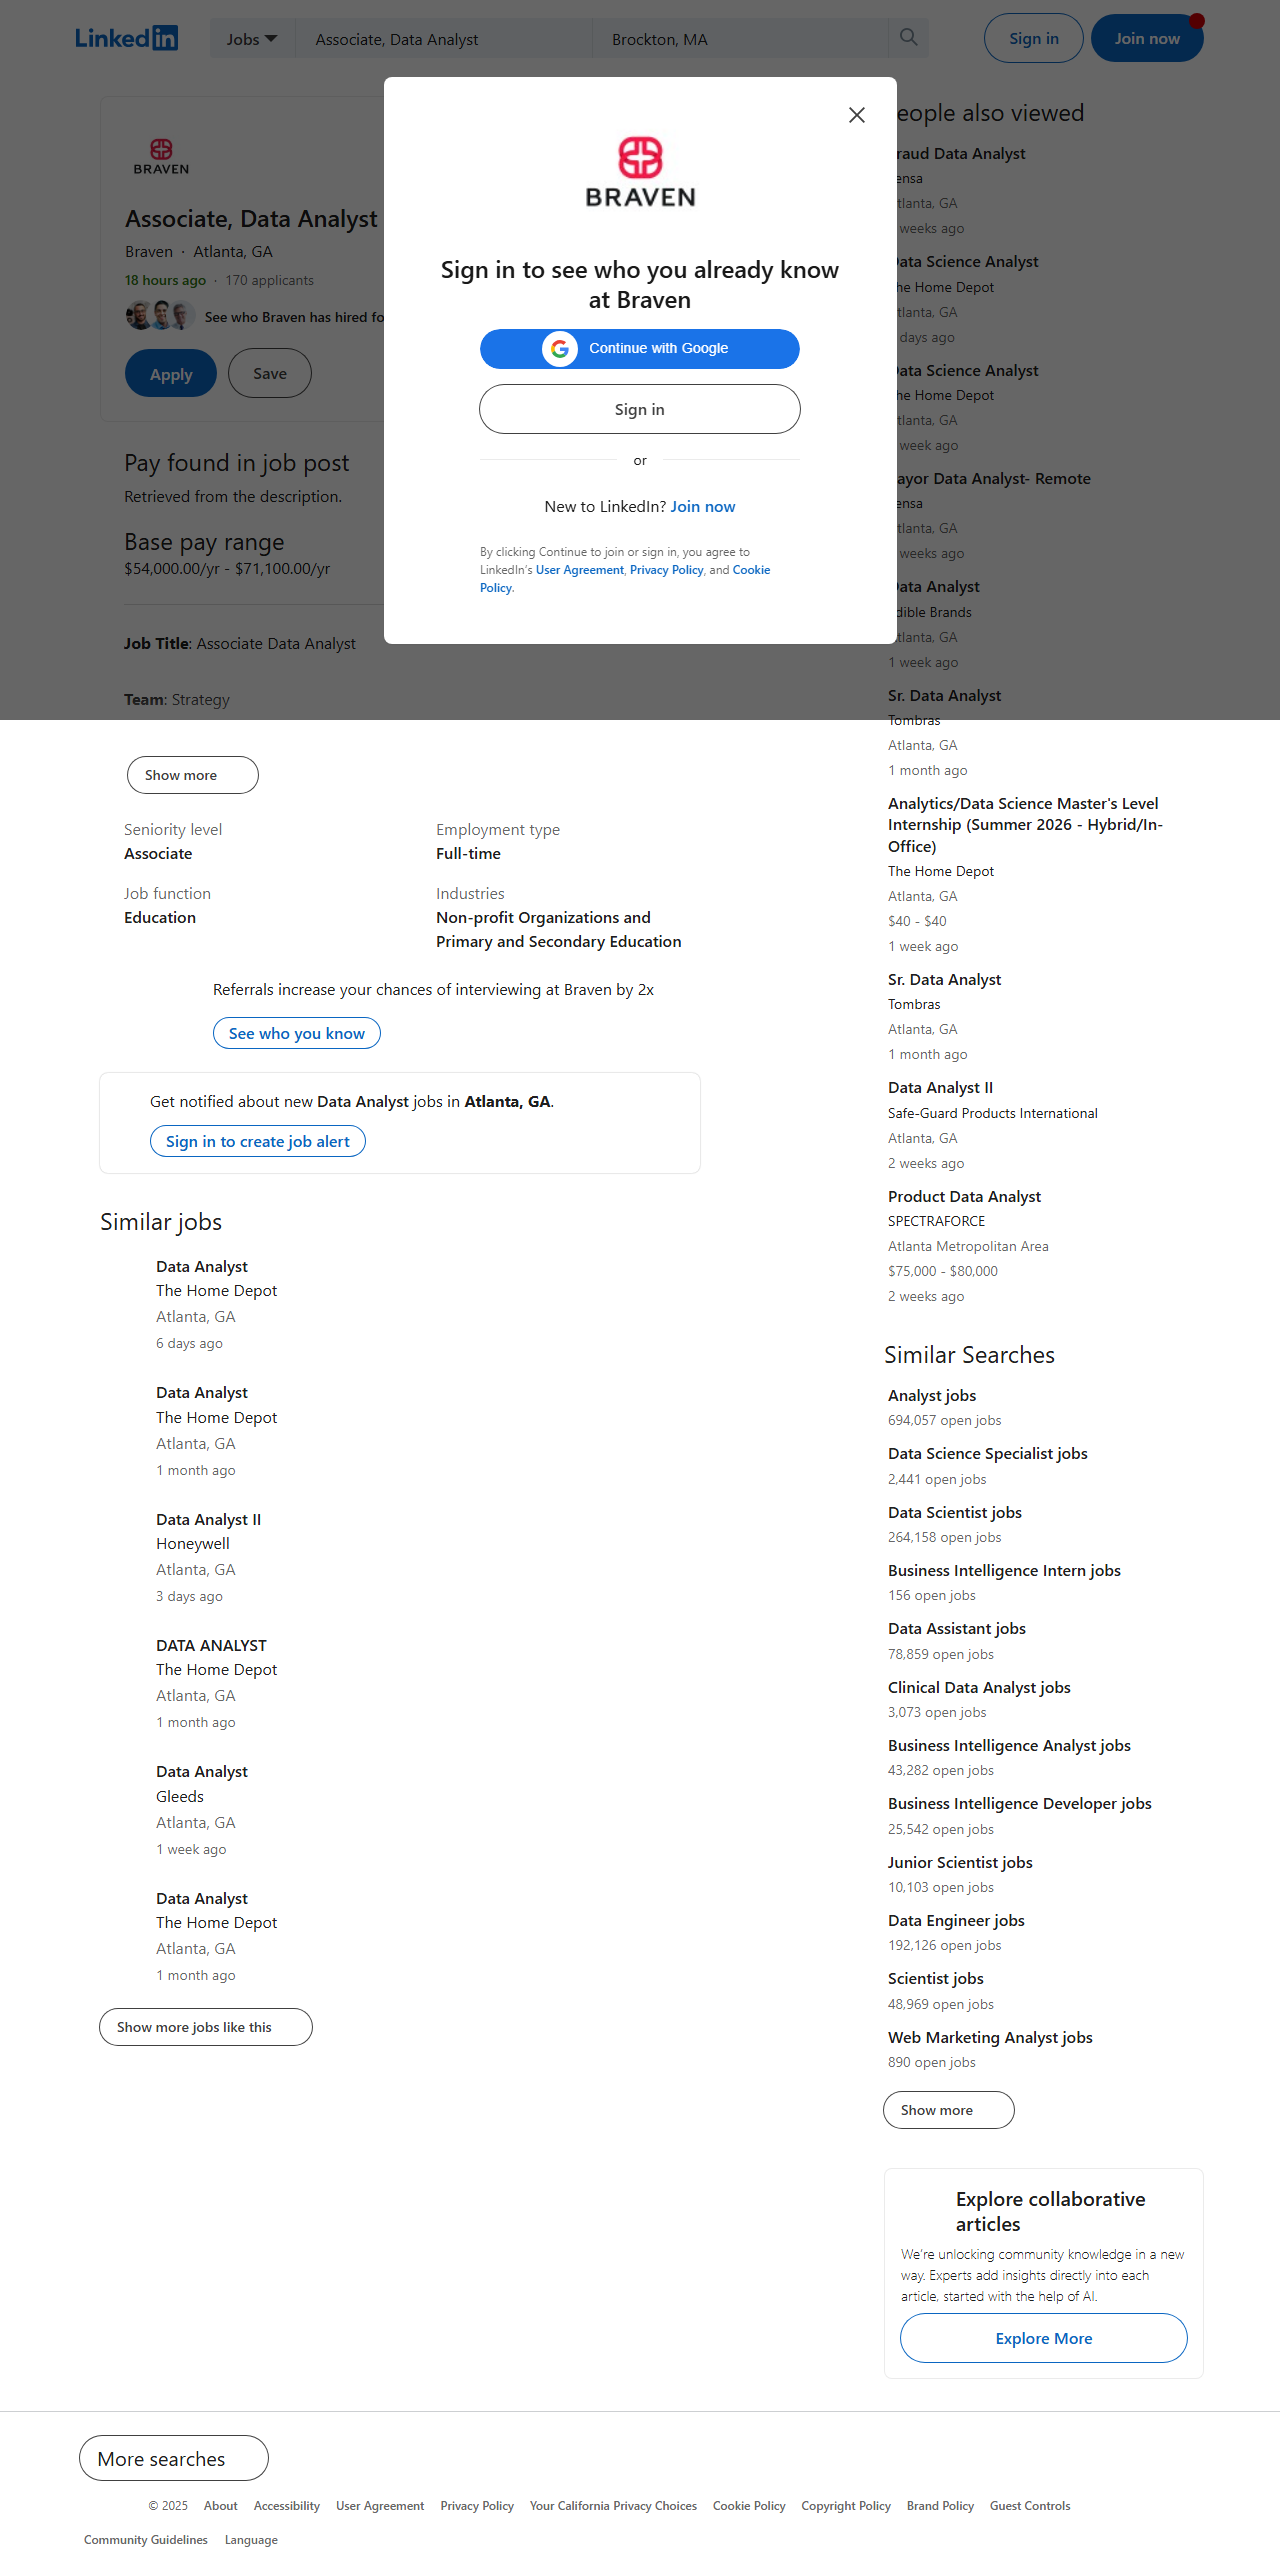 LinkedIn
Jobs
Associate, Data Analyst
Brockton, MA
Sign in
Join now
BRAVEN
Associate, Data Analyst
Braven · Atlanta, GA
18 hours ago · 170 applicants
See who Braven has hired fo
Apply
Save
Pay found in job post
Retrieved from the description.
Base pay range
$54,000.00/yr - $71,100.00/yr
Job Title: Associate Data Analyst
Team: Strategy
BRAVEN
Sign in to see who you already know
at Braven
Continue with Google
Sign in
or
New to LinkedIn? Join now
By clicking Continue to join or sign in, you agree to
LinkedIn's User Agreement, Privacy Policy, and Cookie
Policy.
Show more
Seniority level
Associate
Employment type
Full-time
Job function
Education
Industries
Non-profit Organizations and
Primary and Secondary Education
Referrals increase your chances of interviewing at Braven by 2x
See who you know
Get notified about new Data Analyst jobs in Atlanta, GA.
Sign in to create job alert
Similar jobs
Data Analyst
The Home Depot
Atlanta, GA
6 days ago
Data Analyst
The Home Depot
Atlanta, GA
1 month ago
Data Analyst II
Honeywell
Atlanta, GA
3 days ago
DATA ANALYST
The Home Depot
Atlanta, GA
1 month ago
Data Analyst
Gleeds
Atlanta, GA
1 week ago
Data Analyst
The Home Depot
Atlanta, GA
1 month ago
Show more jobs like this
eople also viewed
raud Data Analyst
ensa
tlanta, GA
weeks ago
ata Science Analyst
he Home Depot
tlanta, GA
days ago
ata Science Analyst
he Home Depot
tlanta, GA
week ago
ayor Data Analyst- Remote
ensa
tlanta, GA
weeks ago
ata Analyst
dible Brands
tlanta, GA
1 week ago
Sr. Data Analyst
Tombras
Atlanta, GA
1 month ago
Analytics/Data Science Master's Level
Internship (Summer 2026 - Hybrid/In-
Office)
The Home Depot
Atlanta, GA
$40 - $40
1 week ago
Sr. Data Analyst
Tombras
Atlanta, GA
1 month ago
Data Analyst II
Safe-Guard Products International
Atlanta, GA
2 weeks ago
Product Data Analyst
SPECTRAFORCE
Atlanta Metropolitan Area
$75,000 - $80,000
2 weeks ago
Similar Searches
Analyst jobs
694,057 open jobs
Data Science Specialist jobs
2,441 open jobs
Data Scientist jobs
264,158 open jobs
Business Intelligence Intern jobs
156 open jobs
Data Assistant jobs
78,859 open jobs
Clinical Data Analyst jobs
3,073 open jobs
Business Intelligence Analyst jobs
43,282 open jobs
Business Intelligence Developer jobs
25,542 open jobs
Junior Scientist jobs
10,103 open jobs
Data Engineer jobs
192,126 open jobs
Scientist jobs
48,969 open jobs
Web Marketing Analyst jobs
890 open jobs
Show more
Explore collaborative
articles
We're unlocking community knowledge in a new
way. Experts add insights directly into each
article, started with the help of AI.
Explore More
More searches
© 2025 About Accessibility User Agreement Privacy Policy Your California Privacy Choices Cookie Policy Copyright Policy Brand Policy Guest Controls
Community Guidelines Language